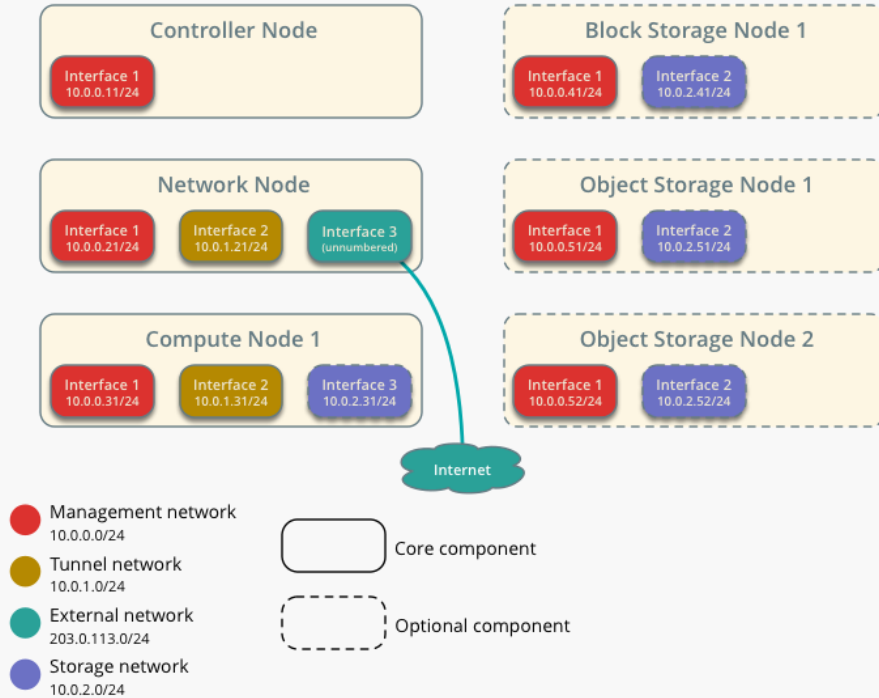 Controller Node
Interface 1
10.0.0.11/24
Block Storage Node 1
Interface 1
10.0.0.41/24
Interface 2
10.0.2.41/24
Network Node
Interface 1
10.0.0.21/24
Interface 2
10.0.1.21/24
Interface 3
(unnumbered)
Object Storage Node 1
Interface 1
10.0.0.51/24
Interface 2
10.0.2.51/24
Compute Node 1
Interface 1
10.0.0.31/24
Interface 2
10.0.1.31/24
Interface 3
10.0.2.31/24
Object Storage Node 2
Interface 1
10.0.0.52/24
Interface 2
10.0.2.52/24
Internet
Management network
10.0.0.0/24
Tunnel network
10.0.1.0/24
External network
203.0.113.0/24
Storage network
10.0.2.0/24
Core component
Optional component